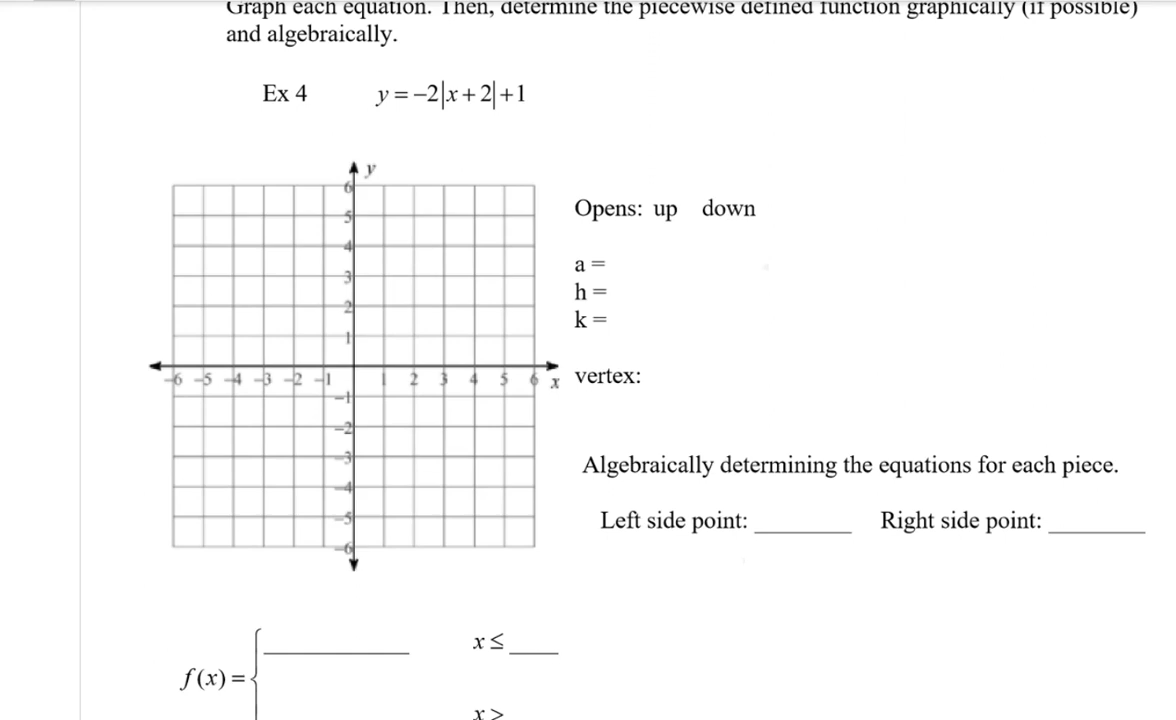 Graph each equation. Then, determine the piecewise defined function graphically (if possible)
and algebraically.
Ex 4 y = −2|x + 2| + 1
y
6
5
4
3
2
1
−6 −5 −4 −3 −2 −1 1 2 3 4 5 6 x
−1
−2
−3
−4
−5
−6
Opens: up down
a =
h =
k =
vertex:
Algebraically determining the equations for each piece.
Left side point: ________ Right side point: ________
____________ x ≤ ____
f(x) = {
x >